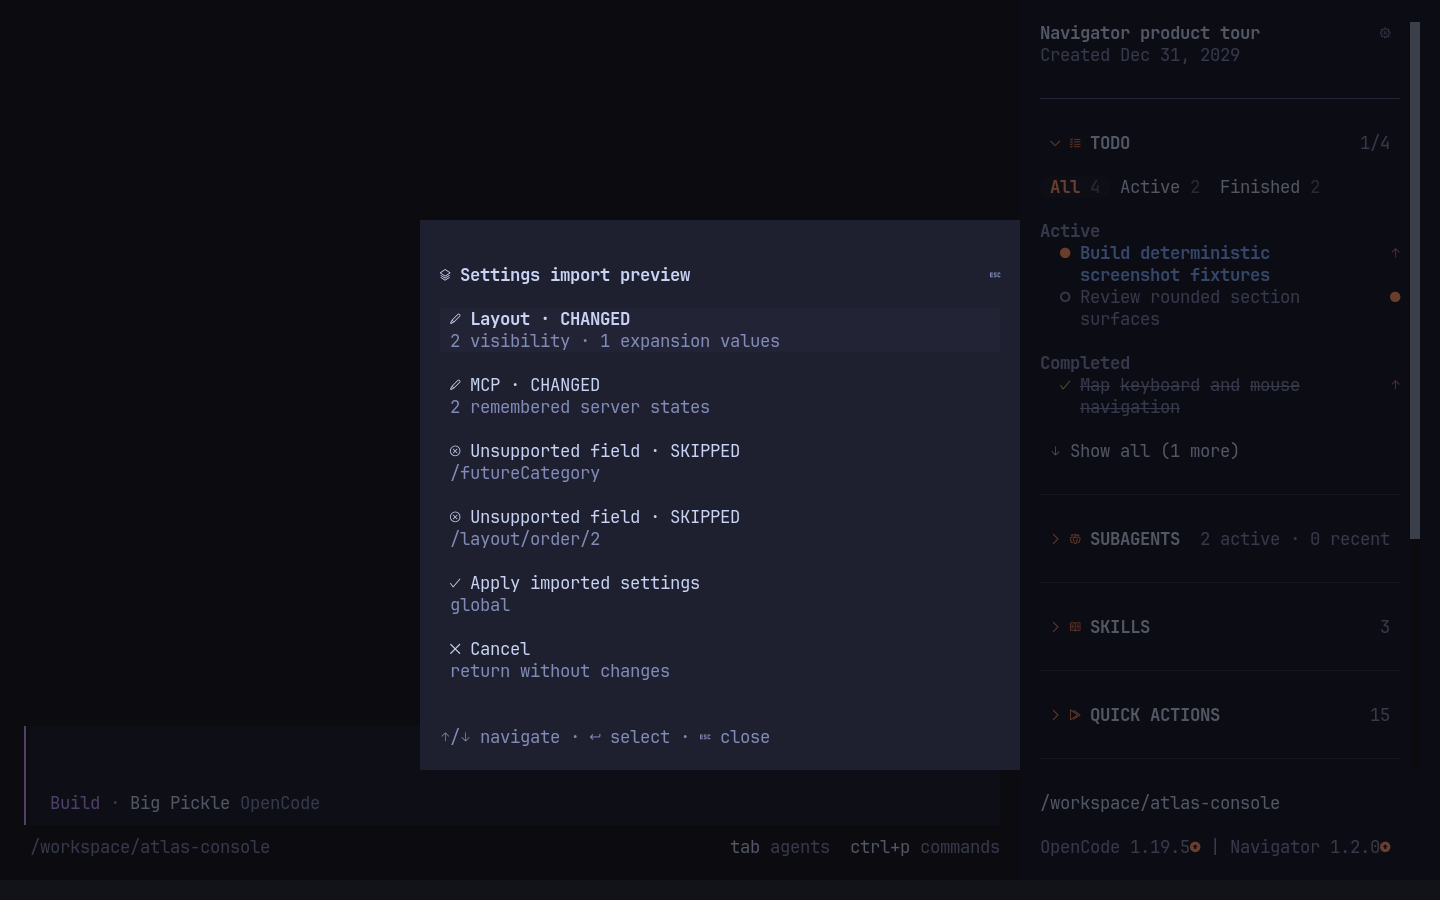 Navigator product tour
Created Dec 31, 2029
TODO 1/4
All 4 Active 2 Finished 2
Active
Build deterministic
screenshot fixtures ↑
Review rounded section
surfaces
Completed
Map keyboard and mouse
navigation ↑
↓ Show all (1 more)
SUBAGENTS 2 active · 0 recent
SKILLS 3
QUICK ACTIONS 15
/workspace/atlas-console
OpenCode 1.19.5 | Navigator 1.2.0
Settings import preview ESC
Layout · CHANGED
2 visibility · 1 expansion values
MCP · CHANGED
2 remembered server states
Unsupported field · SKIPPED
/futureCategory
Unsupported field · SKIPPED
/layout/order/2
Apply imported settings
global
Cancel
return without changes
↑/↓ navigate · ↩ select · ESC close
Build · Big Pickle OpenCode
/workspace/atlas-console tab agents ctrl+p commands